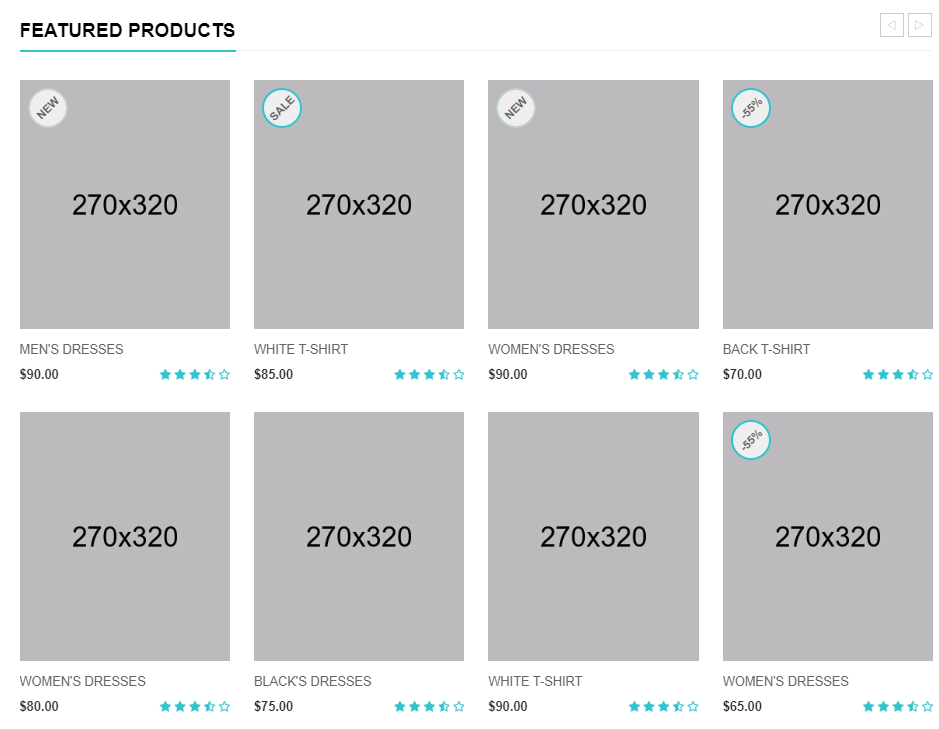 FEATURED PRODUCTS
NEW
SALE
NEW
-55%
270x320
270x320
270x320
270x320
MEN'S DRESSES
WHITE T-SHIRT
WOMEN'S DRESSES
BACK T-SHIRT
$90.00
$85.00
$90.00
$70.00
-55%
270x320
270x320
270x320
270x320
WOMEN'S DRESSES
BLACK'S DRESSES
WHITE T-SHIRT
WOMEN'S DRESSES
$80.00
$75.00
$90.00
$65.00